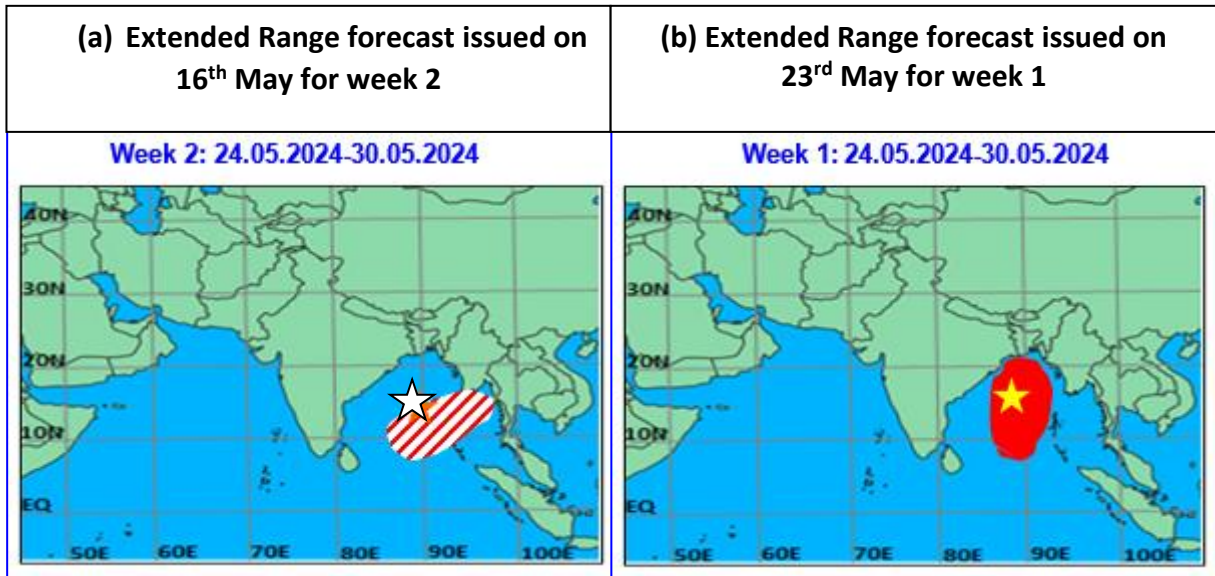 (a) Extended Range forecast issued on
16th May for week 2
(b) Extended Range forecast issued on
23rd May for week 1
Week 2: 24.05.2024-30.05.2024
40N
30N
20N
10N
EQ
50E 60E 70E 80E 90E 100E
Week 1: 24.05.2024-30.05.2024
40N
30N
20N
10N
EQ
50E 60E 70E 80E 90E 100E